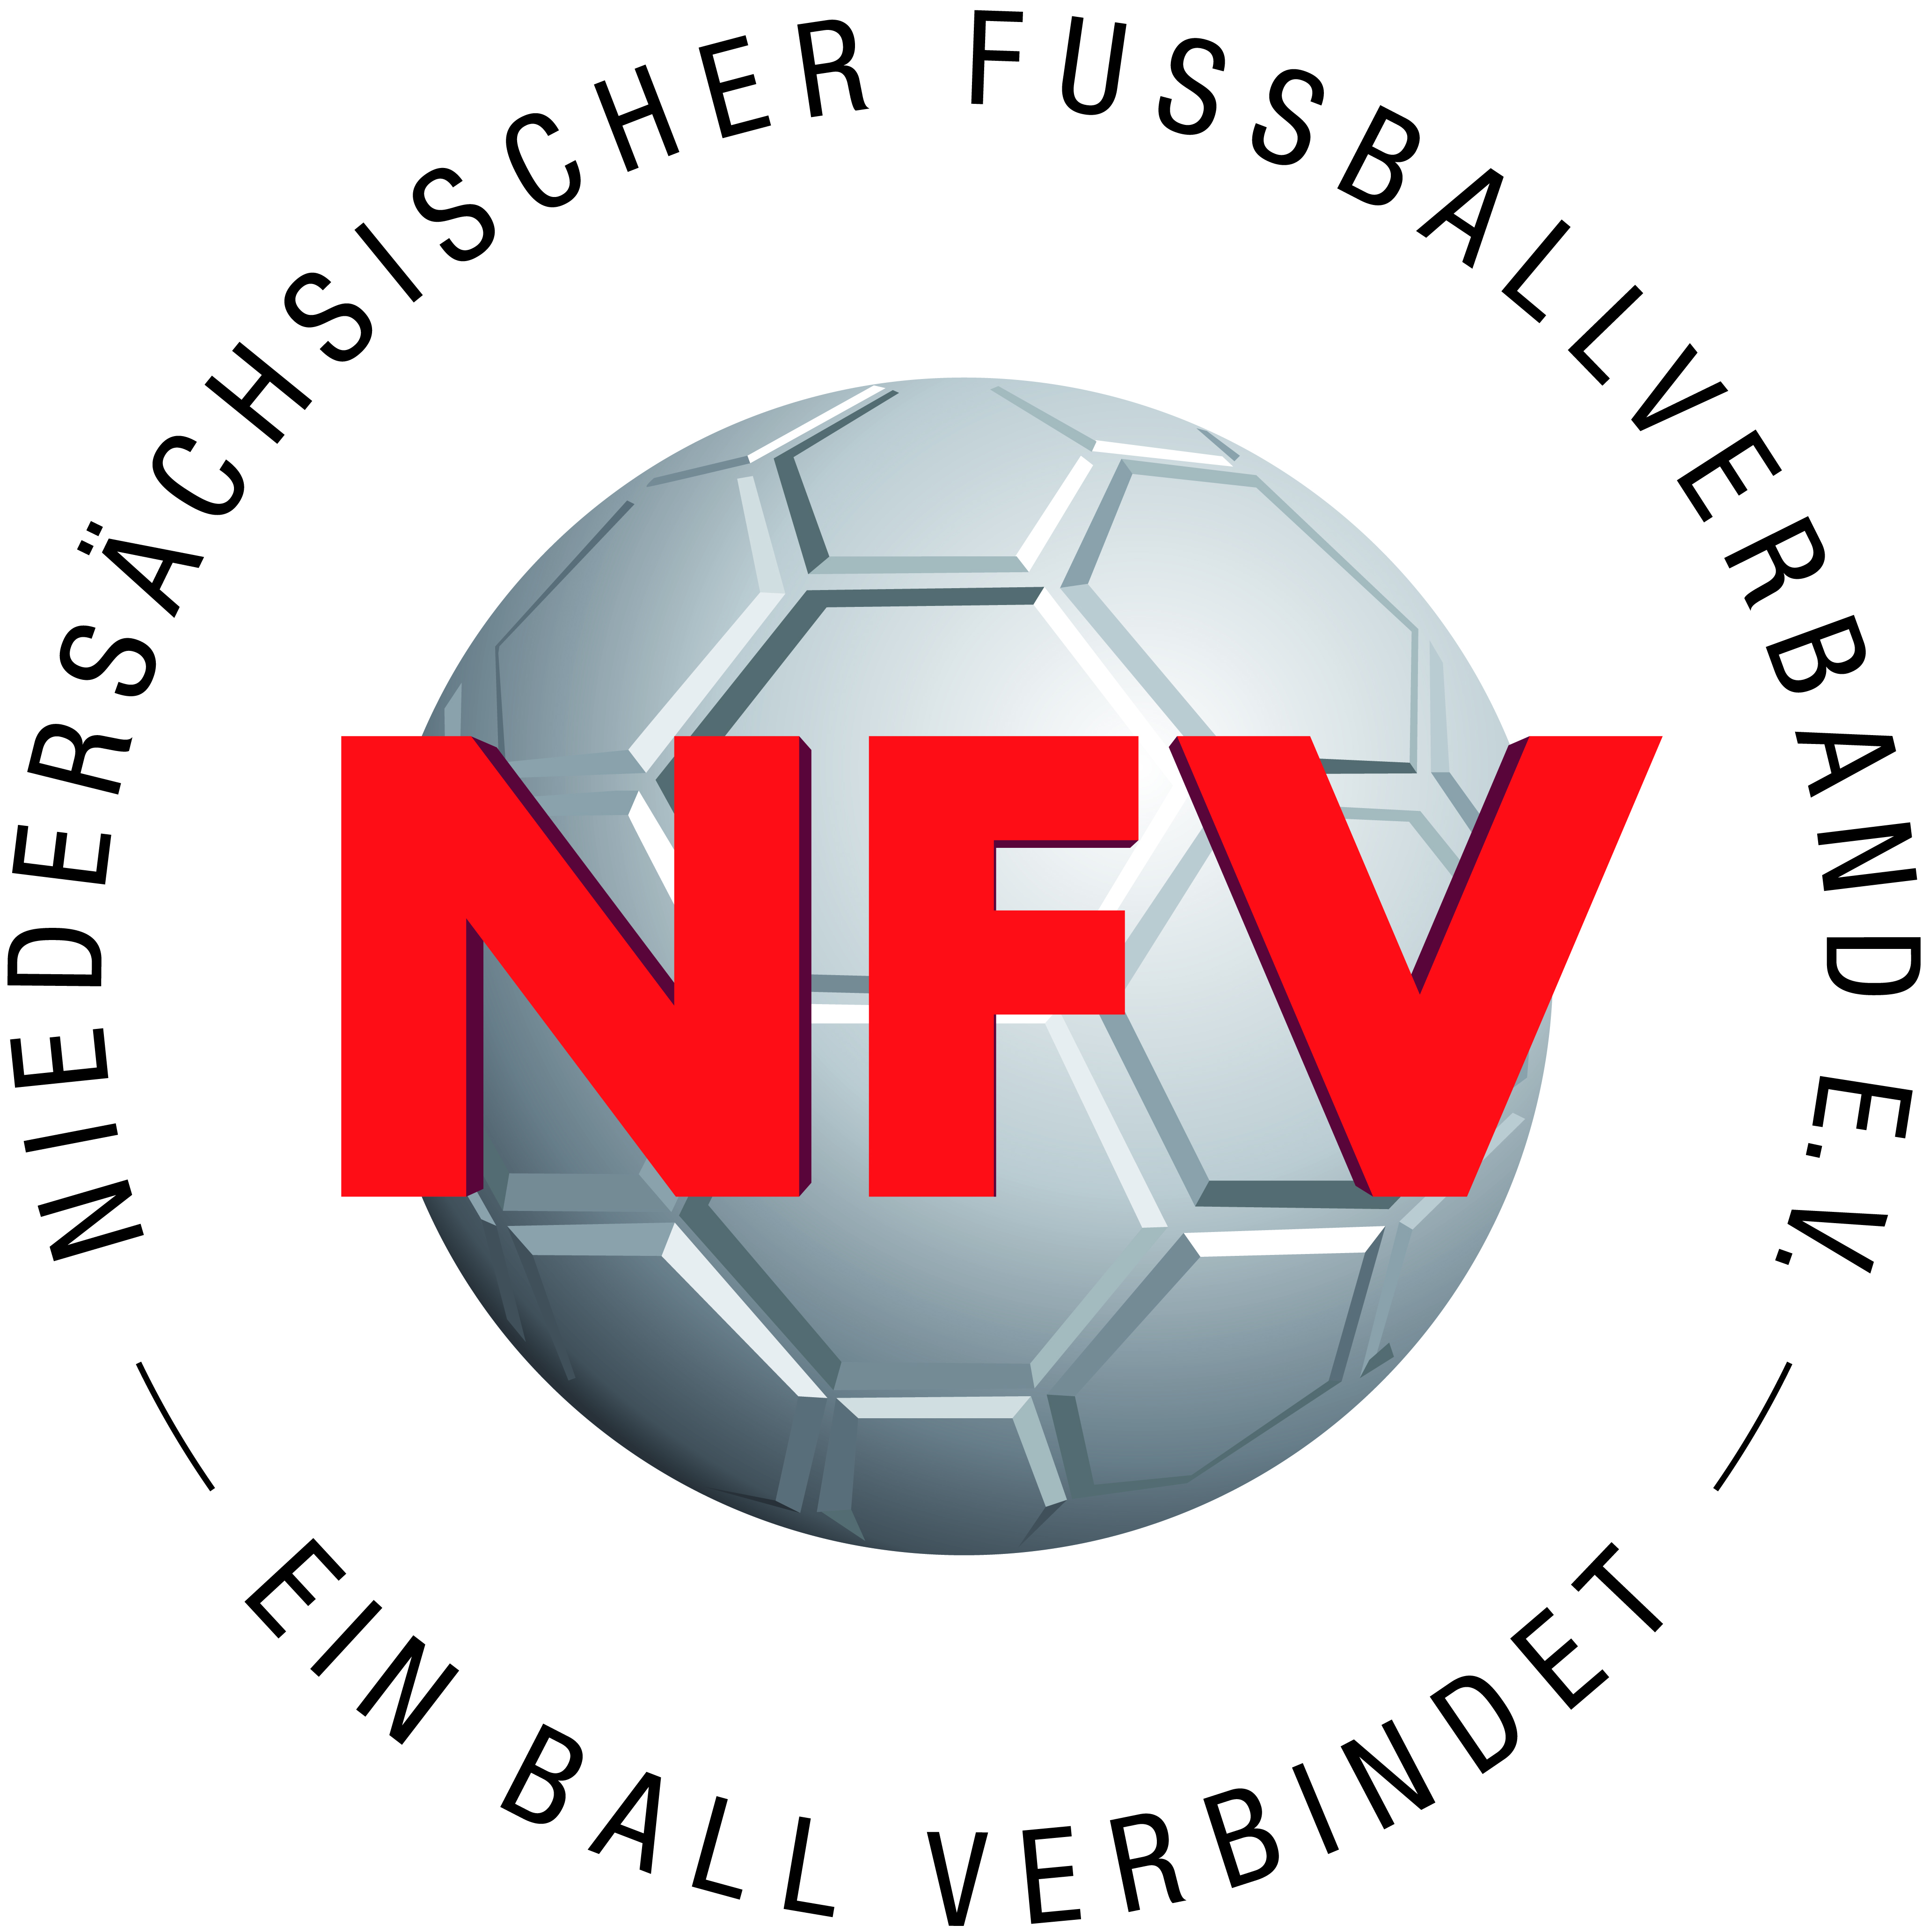 NIEDERSÄCHSISCHER FUSSBALLVERBAND E.V.
NFV
EIN BALL VERBINDET